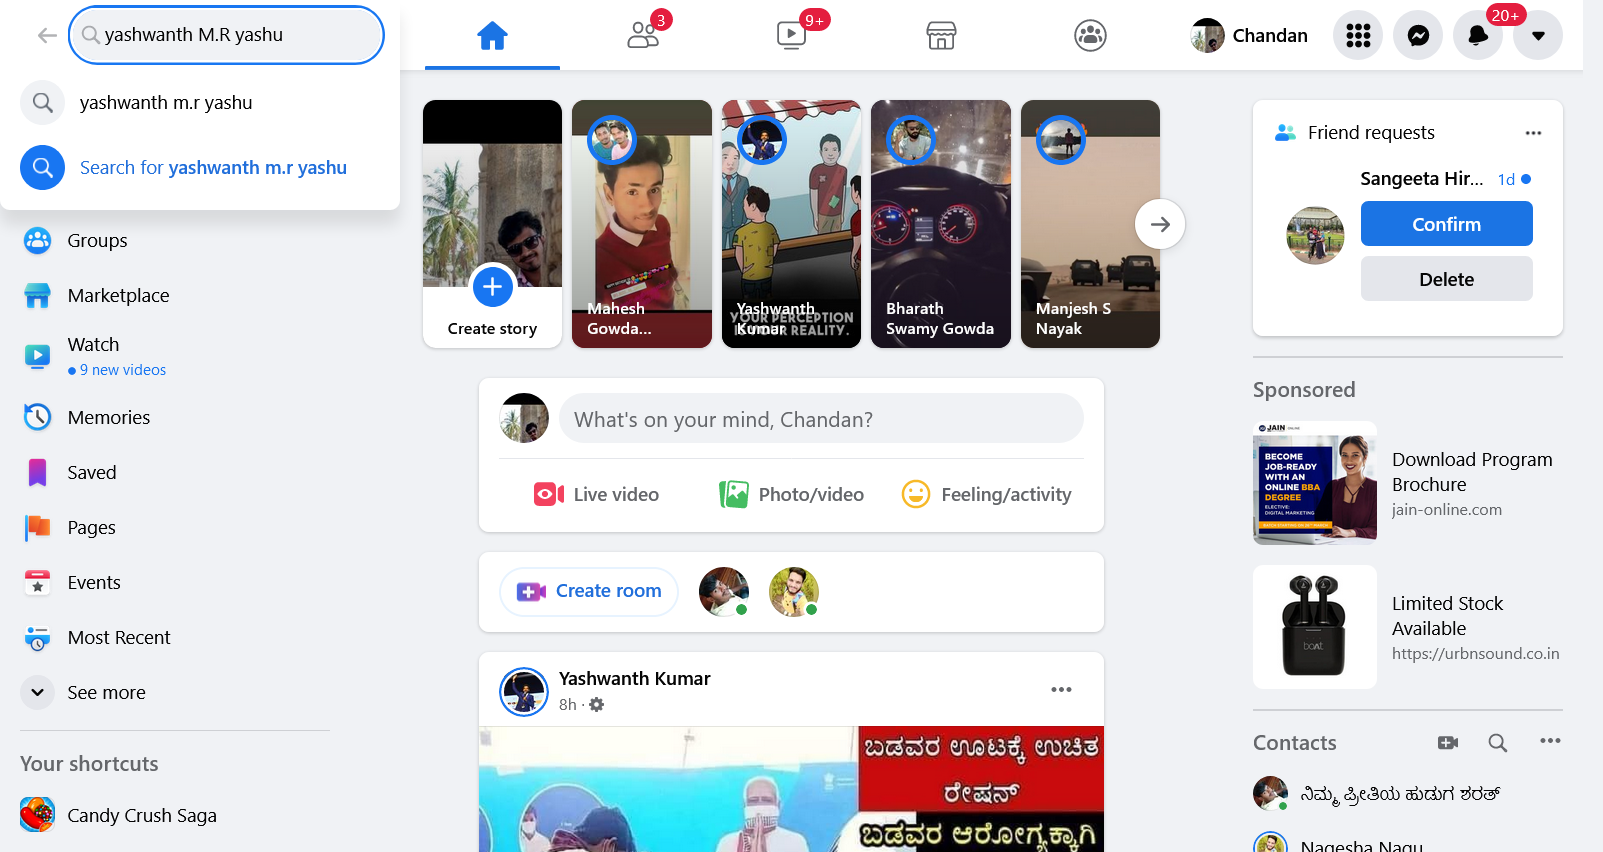 yashwanth M.R yashu
yashwanth m.r yashu
Search for yashwanth m.r yashu
Groups
Marketplace
Watch
9 new videos
Memories
Saved
Pages
Events
Most Recent
See more
Your shortcuts
Candy Crush Saga
3
9+
Chandan
20+
Create story
Mahesh
Gowda...
Yashwanth
Kumar
YOUR PERCEPTION
IS YOUR REALITY.
Bharath
Swamy Gowda
Manjesh S
Nayak
What's on your mind, Chandan?
Live video
Photo/video
Feeling/activity
Create room
Yashwanth Kumar
8h ·
ಬಡವರ ಊಟಕ್ಕೆ ಉಚಿತ
ರೇಷನ್
ಬಡವರ ಆರೋಗ್ಯಕ್ಕಾಗಿ
Friend requests
Sangeeta Hir... 1d
Confirm
Delete
Sponsored
JAIN ONLINE
BECOME
JOB-READY
WITH AN
ONLINE BBA
DEGREE
ELECTIVE:
DIGITAL MARKETING
Download Program
Brochure
jain-online.com
boAt
Limited Stock
Available
https://urbnsound.co.in
Contacts
ನಿಮ್ಮ ಪ್ರೀತಿಯ ಹುಡುಗ ಶರತ್
Nagesha Nagu